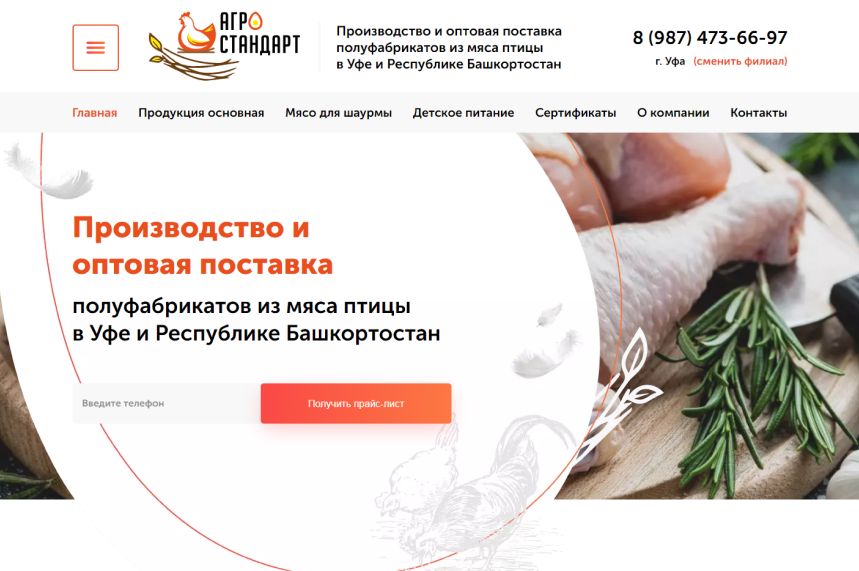 АГРО
СТАНДАРТ
Производство и оптовая поставка
полуфабрикатов из мяса птицы
в Уфе и Республике Башкортостан
8 (987) 473-66-97
г. Уфа (сменить филиал)
Главная Продукция основная Мясо для шаурмы Детское питание Сертификаты О компании Контакты
Производство и
оптовая поставка
полуфабрикатов из мяса птицы
в Уфе и Республике Башкортостан
Введите телефон Получить прайс-лист